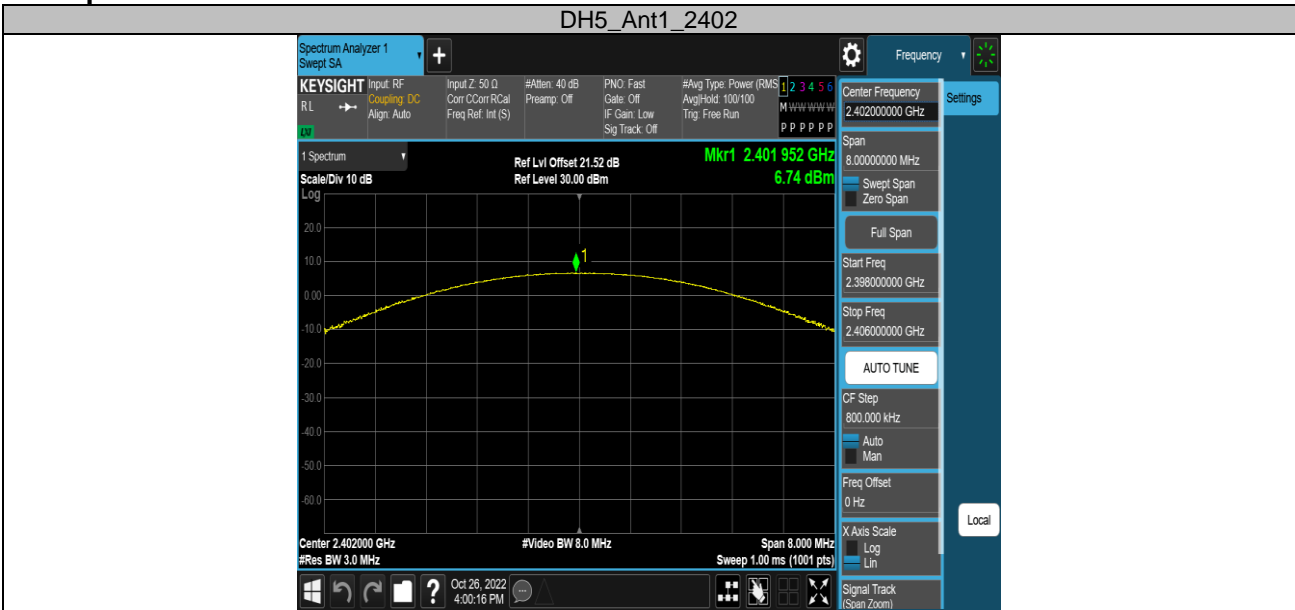 DH5_Ant1_2402
Spectrum Analyzer 1
Swept SA
+
Frequency
KEYSIGHT
RL
LXI
Input: RF
Coupling: DC
Align: Auto
Input Z: 50 Ω
Corr CCorr RCal
Freq Ref: Int (S)
#Atten: 40 dB
Preamp: Off
PNO: Fast
Gate: Off
IF Gain: Low
Sig Track: Off
#Avg Type: Power (RMS
Avg|Hold: 100/100
Trig: Free Run
1 2 3 4 5 6
M W W W W W
P P P P P P
1 Spectrum
Scale/Div 10 dB
Log
Ref Lvl Offset 21.52 dB
Ref Level 30.00 dBm
Mkr1 2.401 952 GHz
6.74 dBm
20.0
10.0
0.00
-10.0
-20.0
-30.0
-40.0
-50.0
-60.0
1
Center 2.402000 GHz
#Res BW 3.0 MHz
#Video BW 8.0 MHz
Span 8.000 MHz
Sweep 1.00 ms (1001 pts)
?
Oct 26, 2022
4:00:16 PM
Center Frequency
2.402000000 GHz
Span
8.00000000 MHz
Swept Span
Zero Span
Full Span
Start Freq
2.398000000 GHz
Stop Freq
2.406000000 GHz
AUTO TUNE
CF Step
800.000 kHz
Auto
Man
Freq Offset
0 Hz
X Axis Scale
Log
Lin
Signal Track
(Span Zoom)
Settings
Local